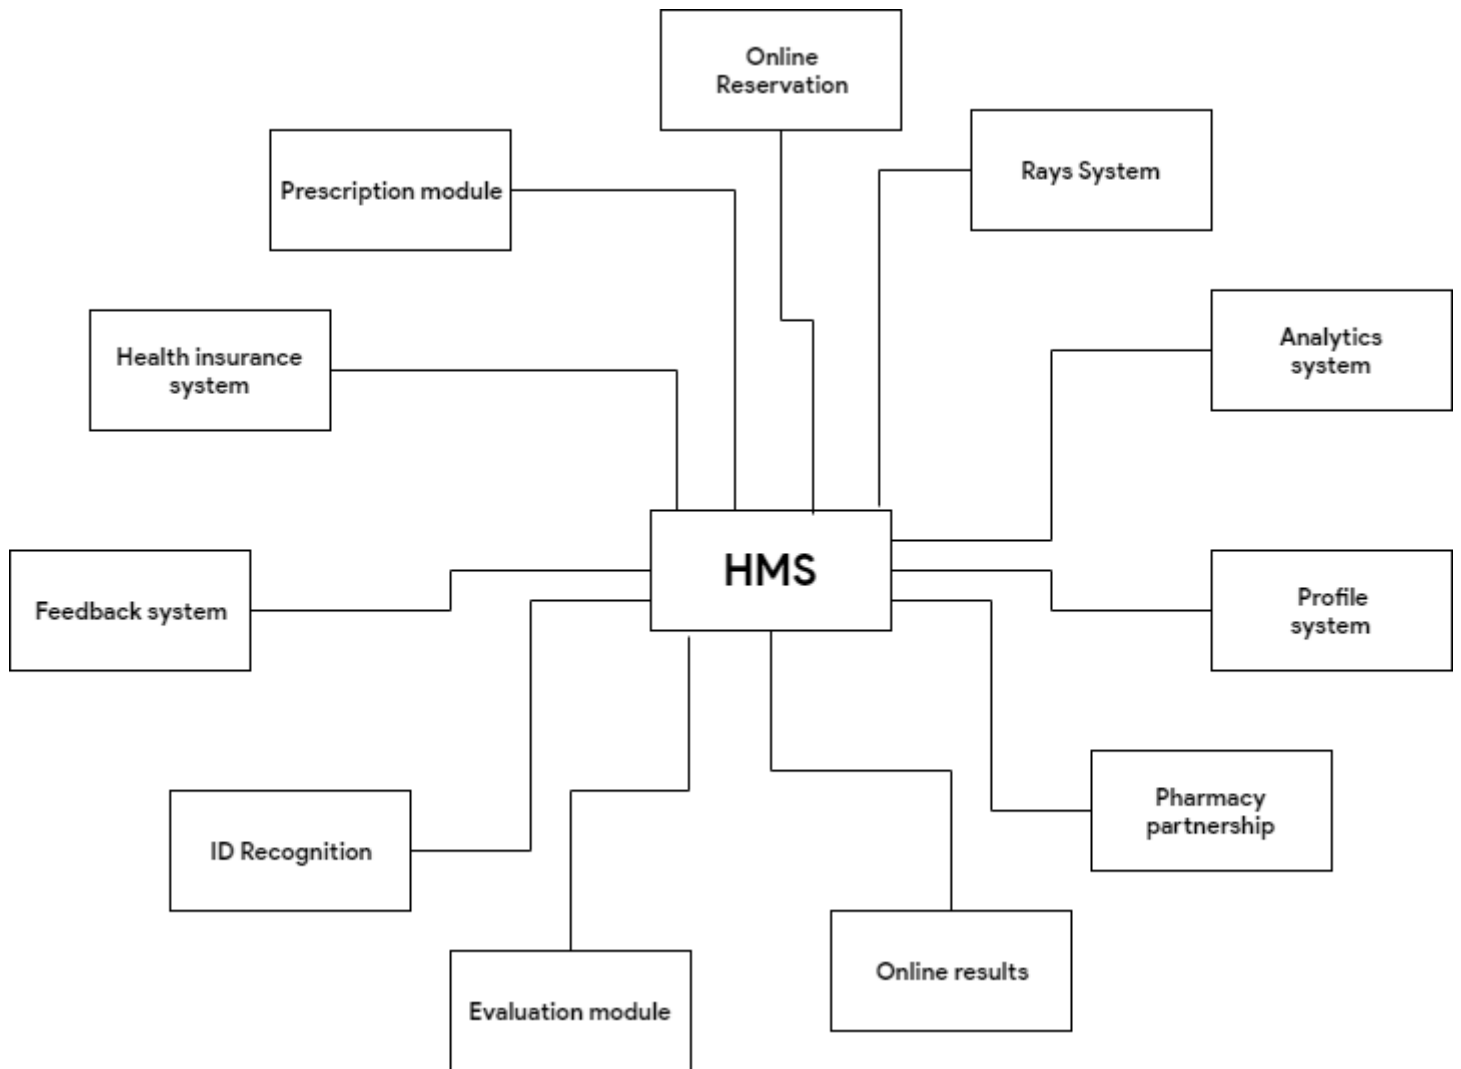 Online
Reservation
Rays System
Prescription module
Analytics
system
Health insurance
system
HMS
Feedback system
Profile
system
Pharmacy
partnership
ID Recognition
Online results
Evaluation module